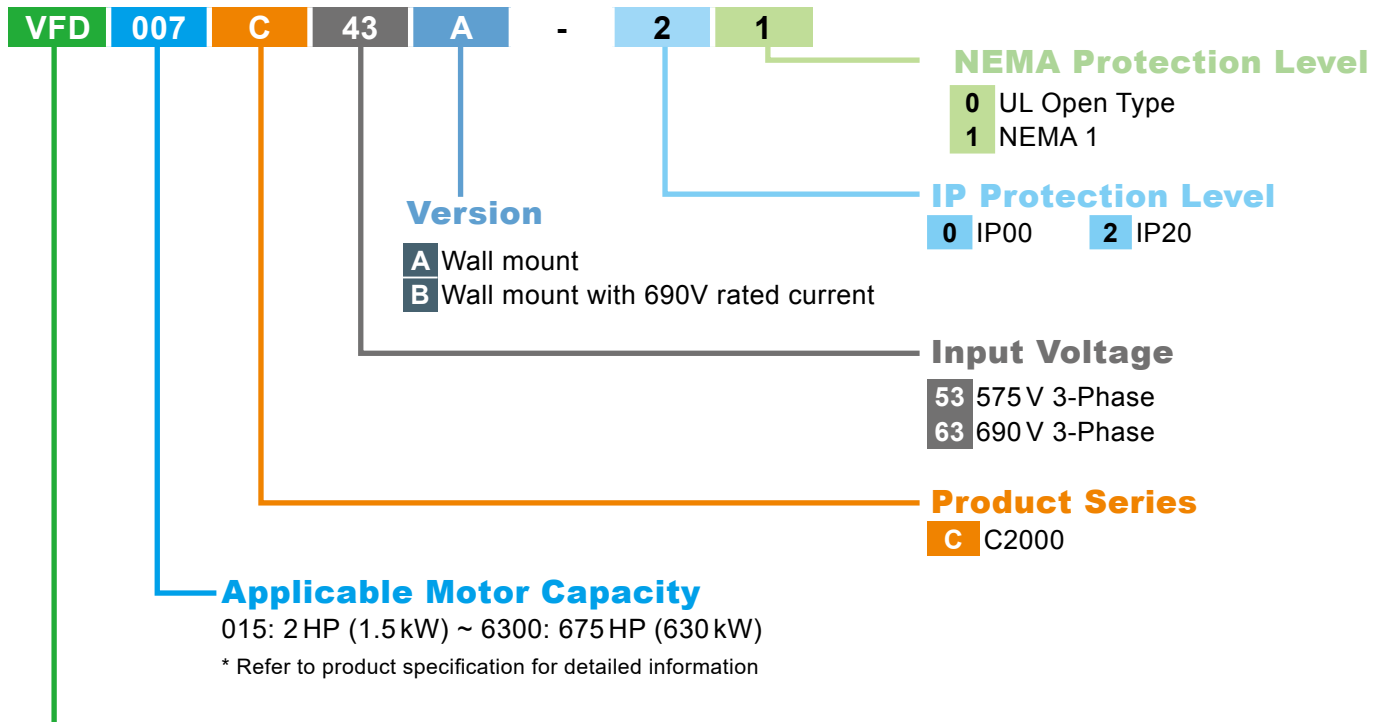 VFD 007 C 43 A - 2 1
NEMA Protection Level
0 UL Open Type
1 NEMA 1
IP Protection Level
0 IP00 2 IP20
Version
A Wall mount
B Wall mount with 690V rated current
Input Voltage
53 575 V 3-Phase
63 690 V 3-Phase
Product Series
C C2000
Applicable Motor Capacity
015: 2 HP (1.5 kW) ~ 6300: 675 HP (630 kW)
* Refer to product specification for detailed information